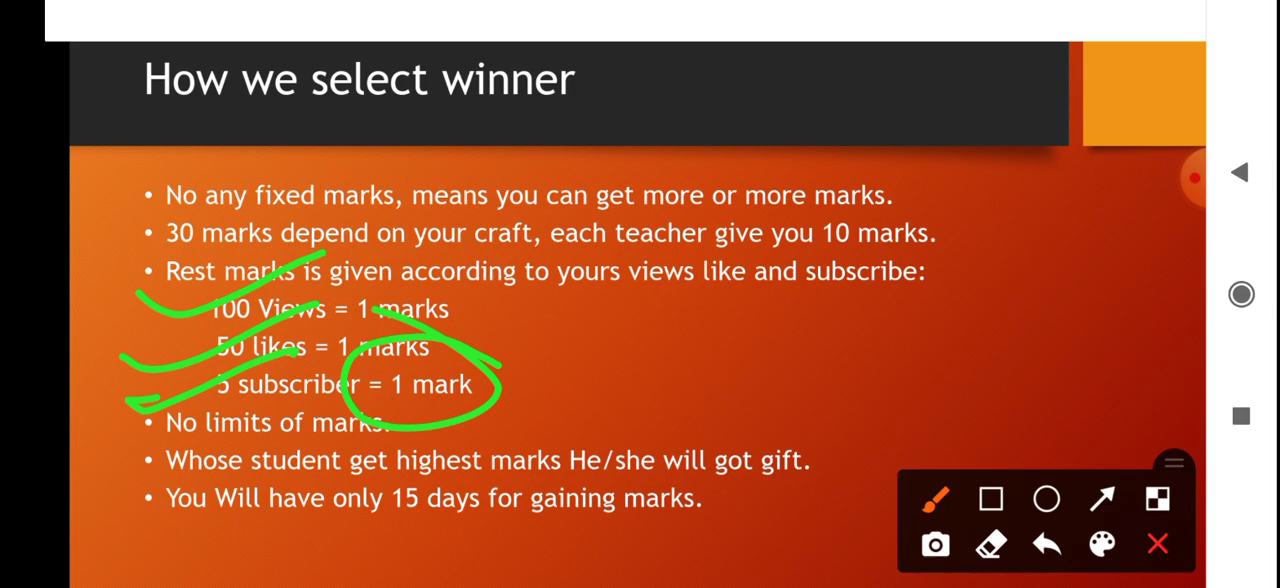 How we select winner
• No any fixed marks, means you can get more or more marks.
• 30 marks depend on your craft, each teacher give you 10 marks.
• Rest marks is given according to yours views like and subscribe:
100 Views = 1 marks
50 likes = 1 marks
5 subscriber = 1 mark
• No limits of marks.
• Whose student get highest marks He/she will got gift.
• You Will have only 15 days for gaining marks.